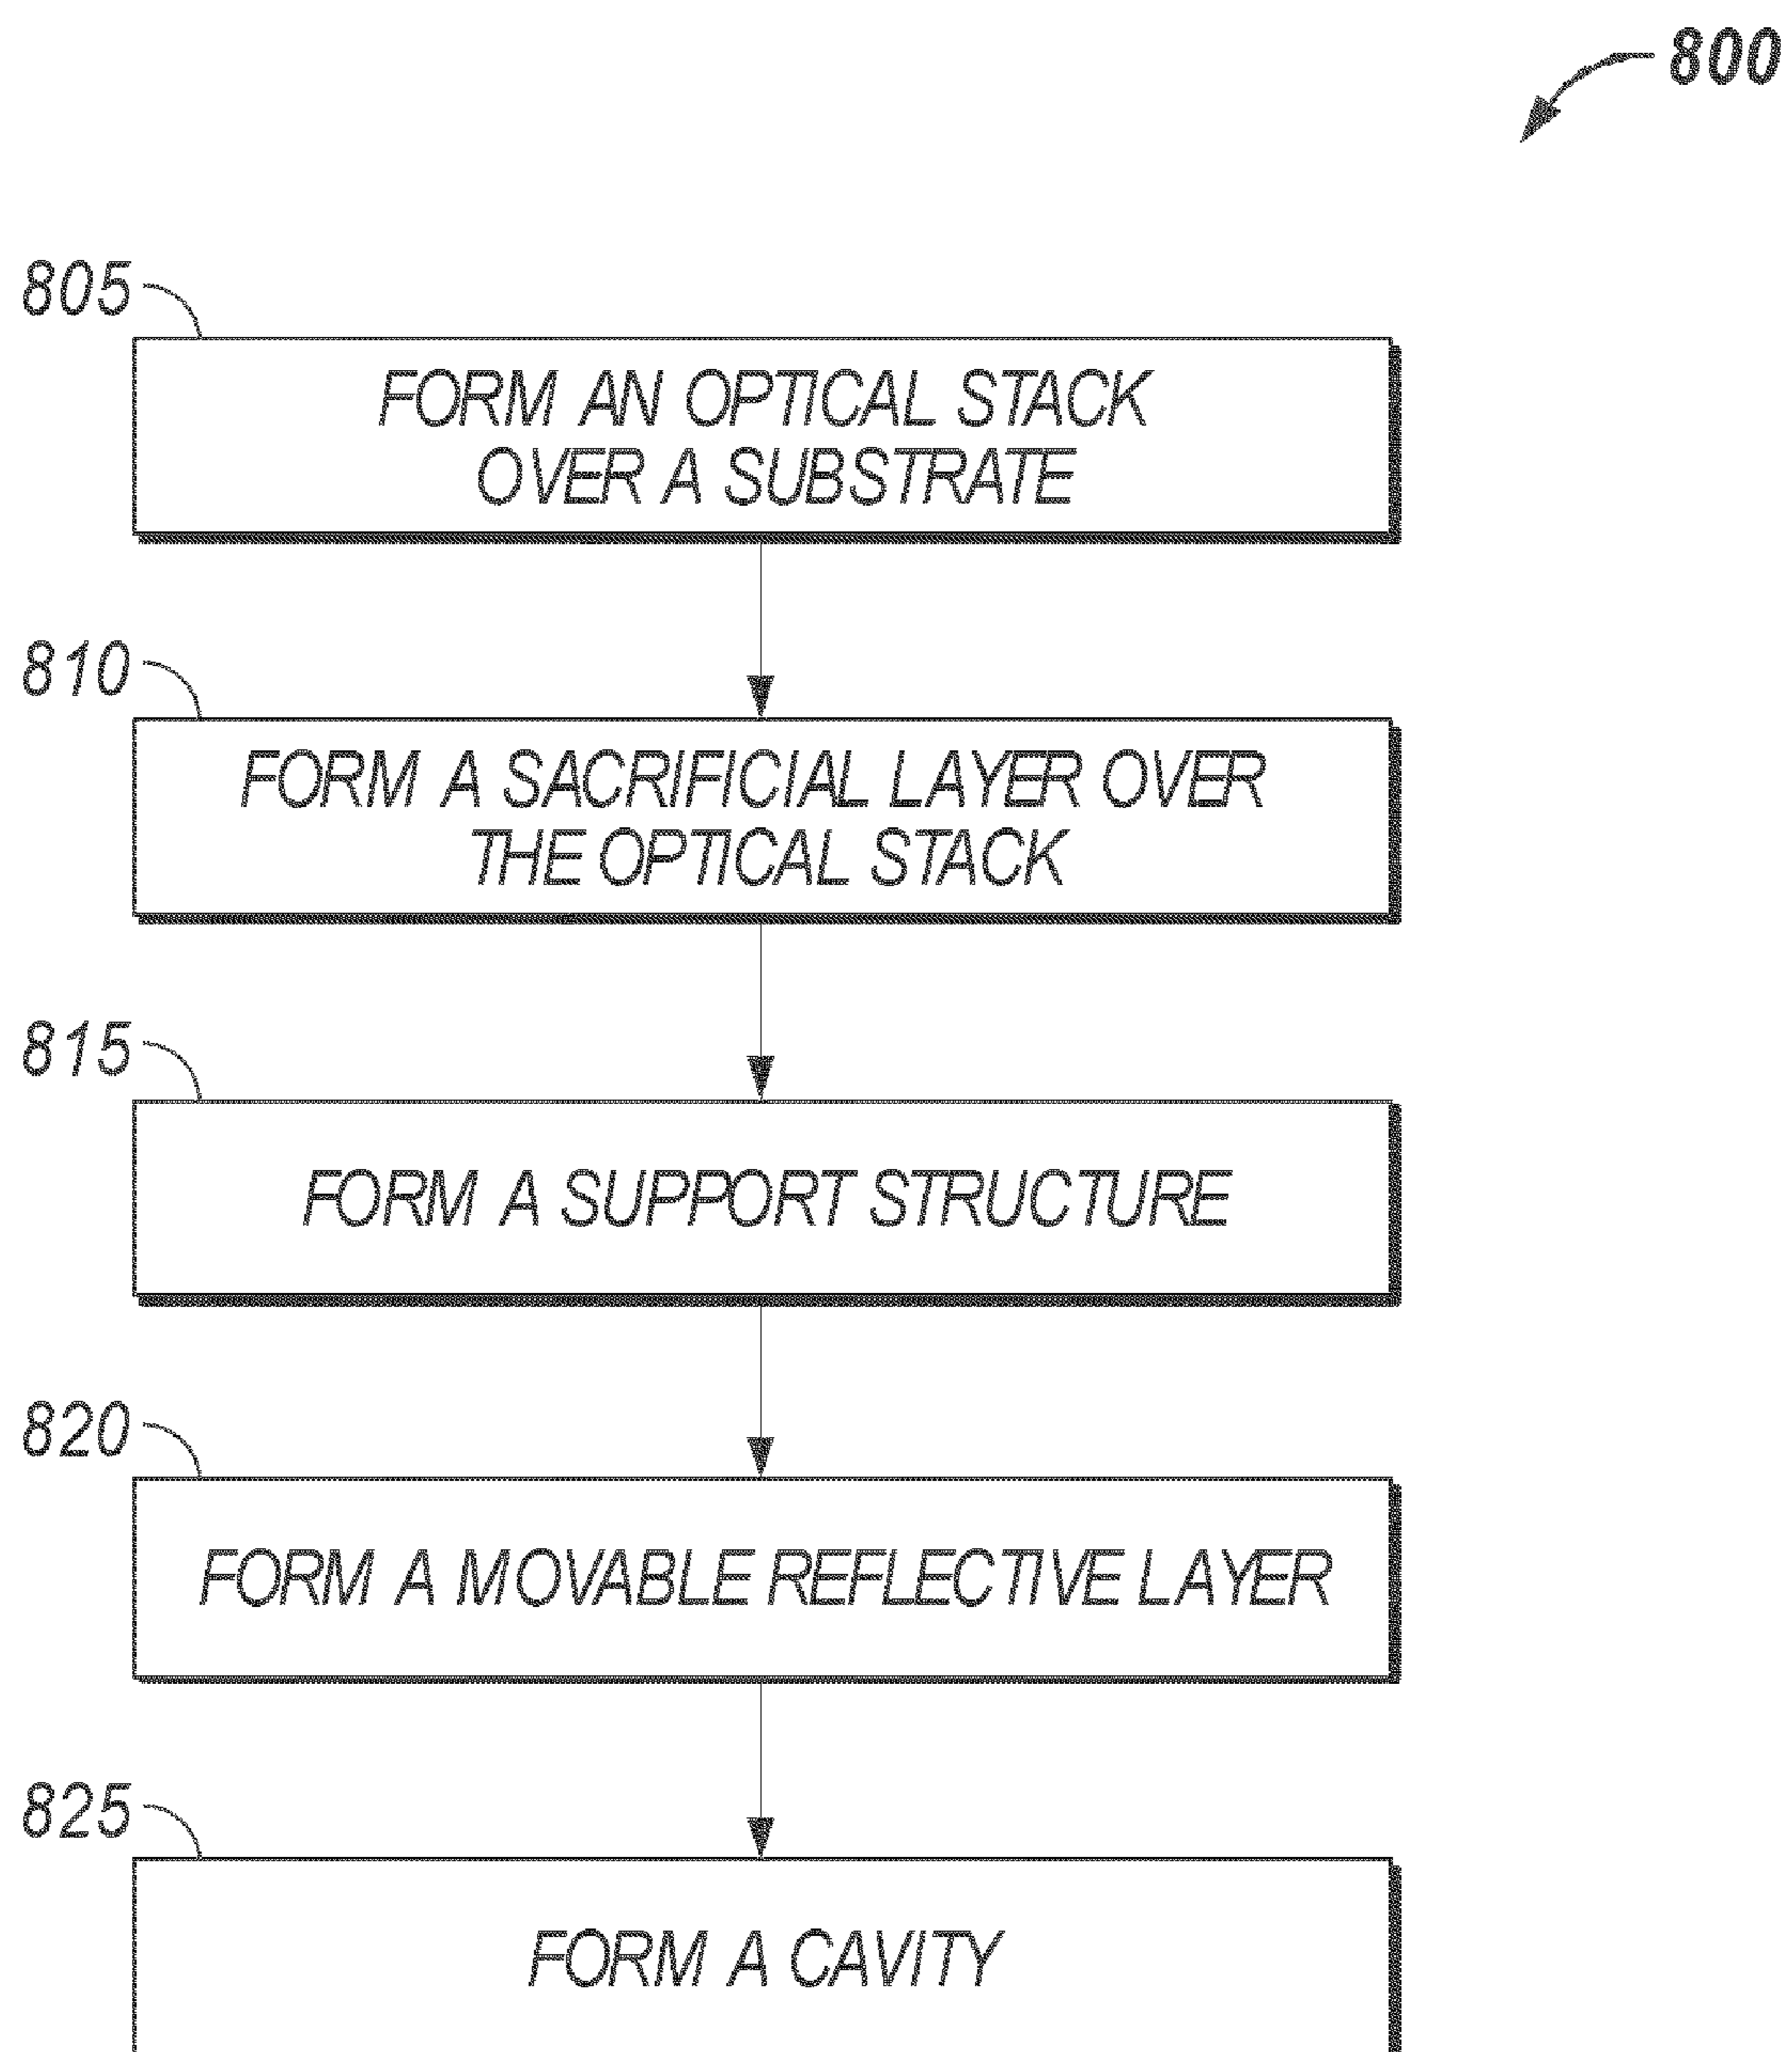 800
805
FORM AN OPTICAL STACK
OVER A SUBSTRATE
810
FORM A SACRIFICIAL LAYER OVER
THE OPTICAL STACK
815
FORM A SUPPORT STRUCTURE
820
FORM A MOVABLE REFLECTIVE LAYER
825
FORM A CAVITY